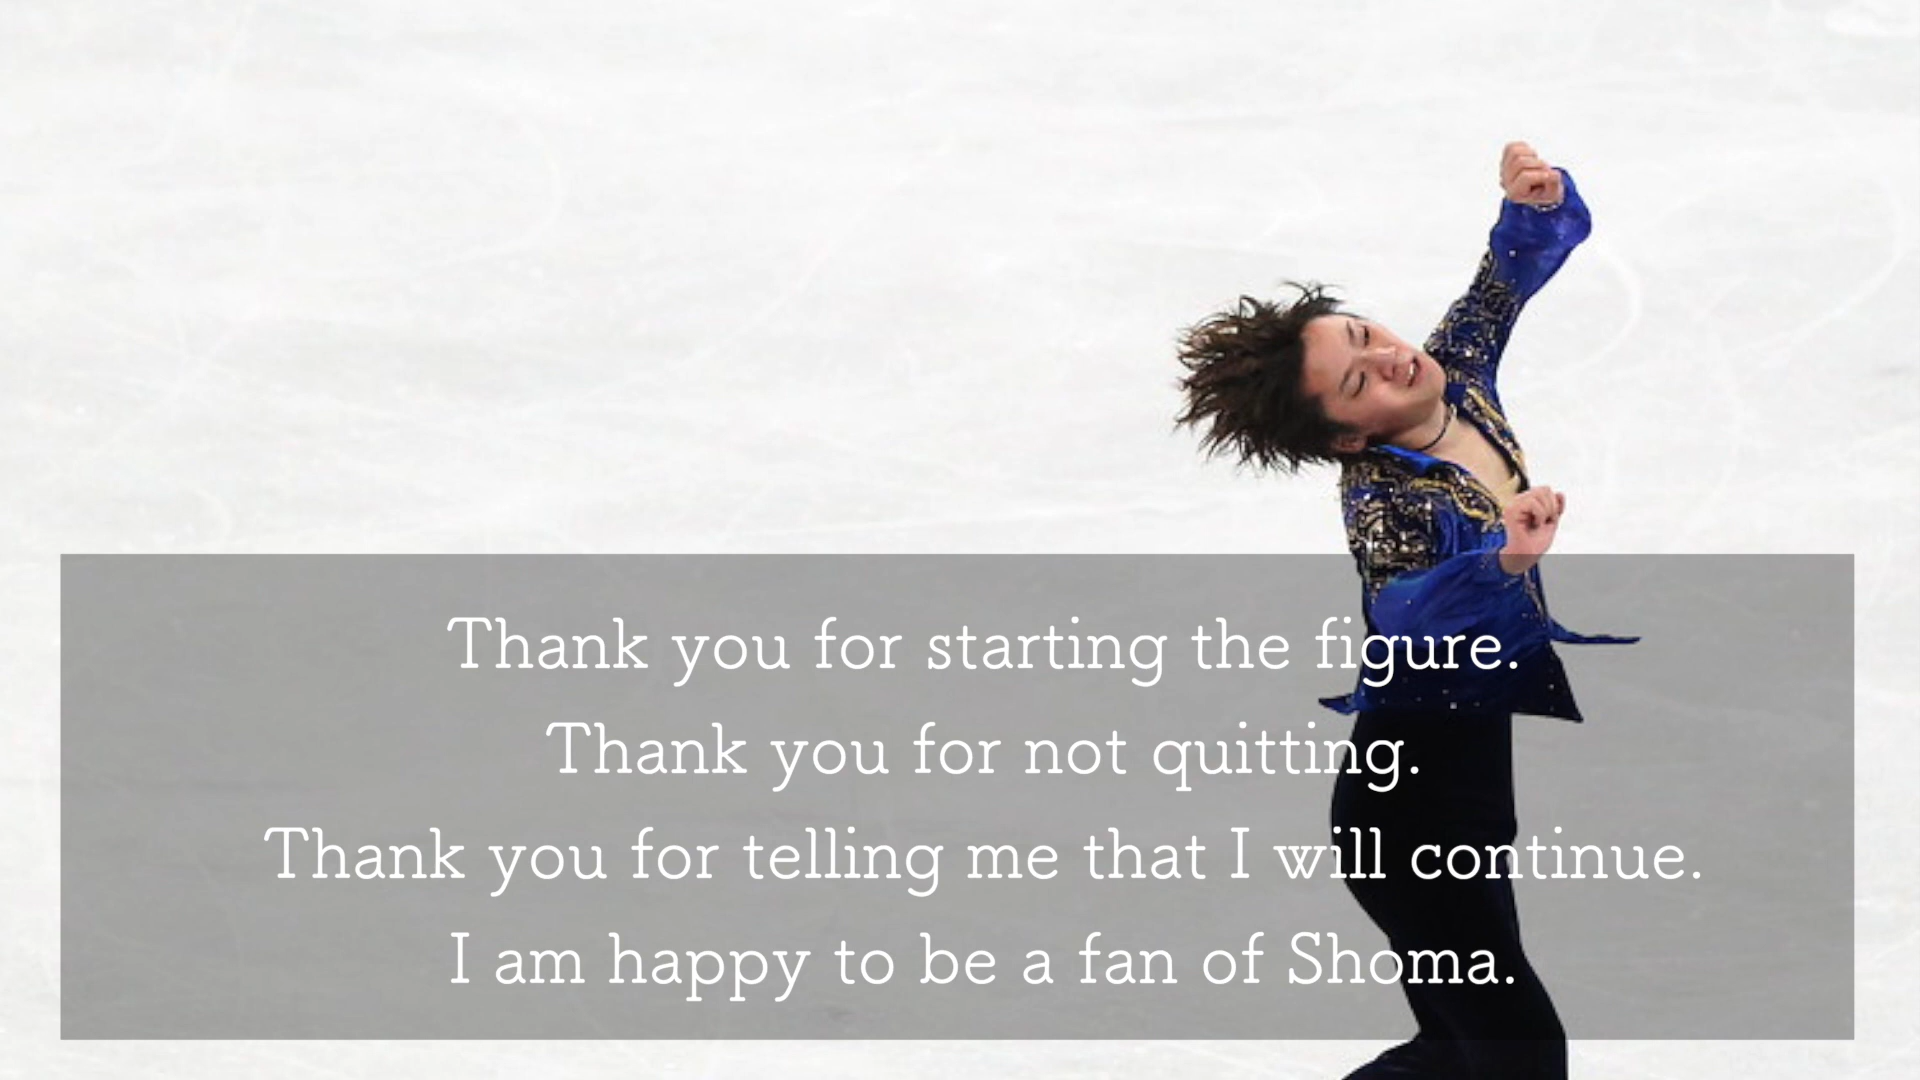 Thank you for starting the figure.
Thank you for not quitting.
Thank you for telling me that I will continue.
I am happy to be a fan of Shoma.